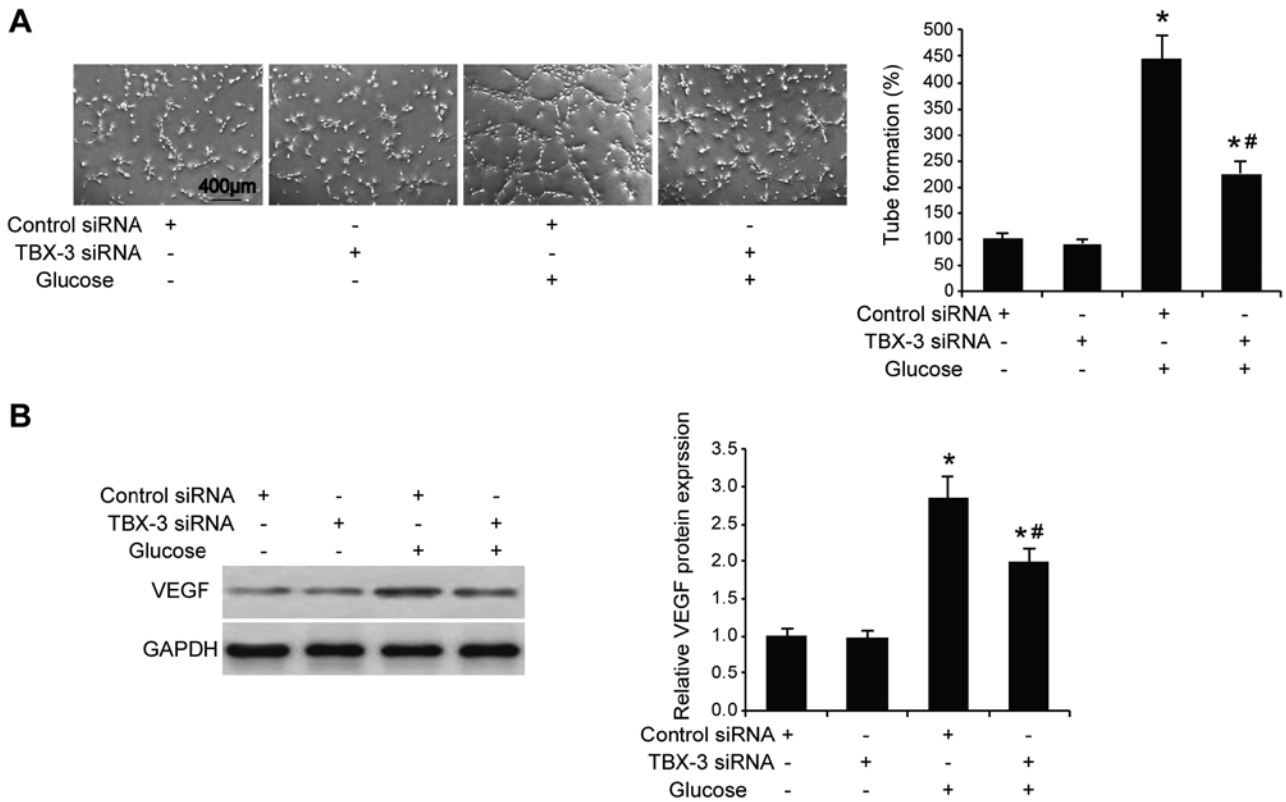 A
400µm
Control siRNA + - + -
TBX-3 siRNA - + - +
Glucose - - + +
Tube formation (%)
500
450
400
350
300
250
200
150
100
50
0
*
*#
Control siRNA + - + -
TBX-3 siRNA - + - +
Glucose - - + +
B
Control siRNA + - + -
TBX-3 siRNA - + - +
Glucose - - + +
VEGF
GAPDH
Relative VEGF protein exprssion
3.5
3.0
2.5
2.0
1.5
1.0
0.5
0.0
*
*#
Control siRNA + - + -
TBX-3 siRNA - + - +
Glucose - - + +